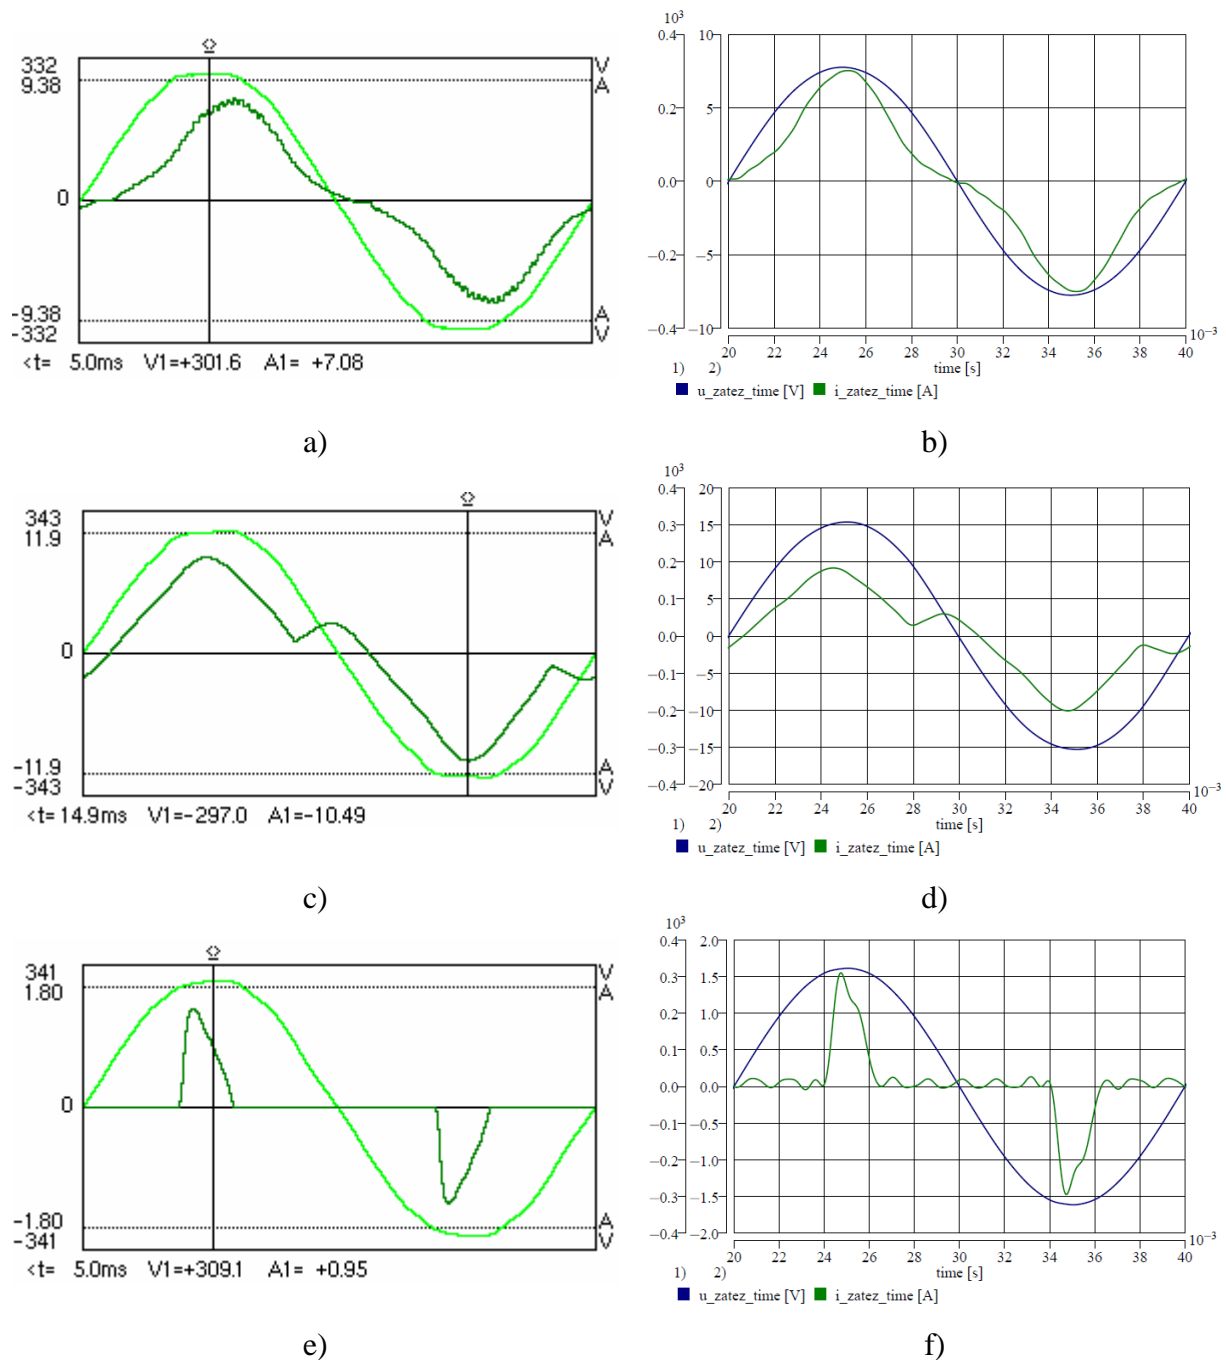 332 V
9.38 A
0
-9.38 A
-332 V
<t= 5.0ms V1=+301.6 A1= +7.08
a)
10³
0.4 10
0.2 5
0.0 0
−0.2 −5
−0.4 −10
20 22 24 26 28 30 32 34 36 38 40 10⁻³
1) 2) time [s]
u_zatez_time [V] i_zatez_time [A]
b)
343 V
11.9 A
0
-11.9 A
-343 V
<t= 14.9ms V1=-297.0 A1=-10.49
c)
10³
0.4 20
0.3 15
0.2 10
0.1 5
0.0 0
−0.1 −5
−0.2 −10
−0.3 −15
−0.4 −20
20 22 24 26 28 30 32 34 36 38 40 10⁻³
1) 2) time [s]
u_zatez_time [V] i_zatez_time [A]
d)
341 V
1.80 A
0
-1.80 A
-341 V
<t= 5.0ms V1=+309.1 A1= +0.95
e)
10³
0.4 2.0
0.3 1.5
0.2 1.0
0.1 0.5
0.0 0.0
−0.1 −0.5
−0.2 −1.0
−0.3 −1.5
−0.4 −2.0
20 22 24 26 28 30 32 34 36 38 40 10⁻³
1) 2) time [s]
u_zatez_time [V] i_zatez_time [A]
f)